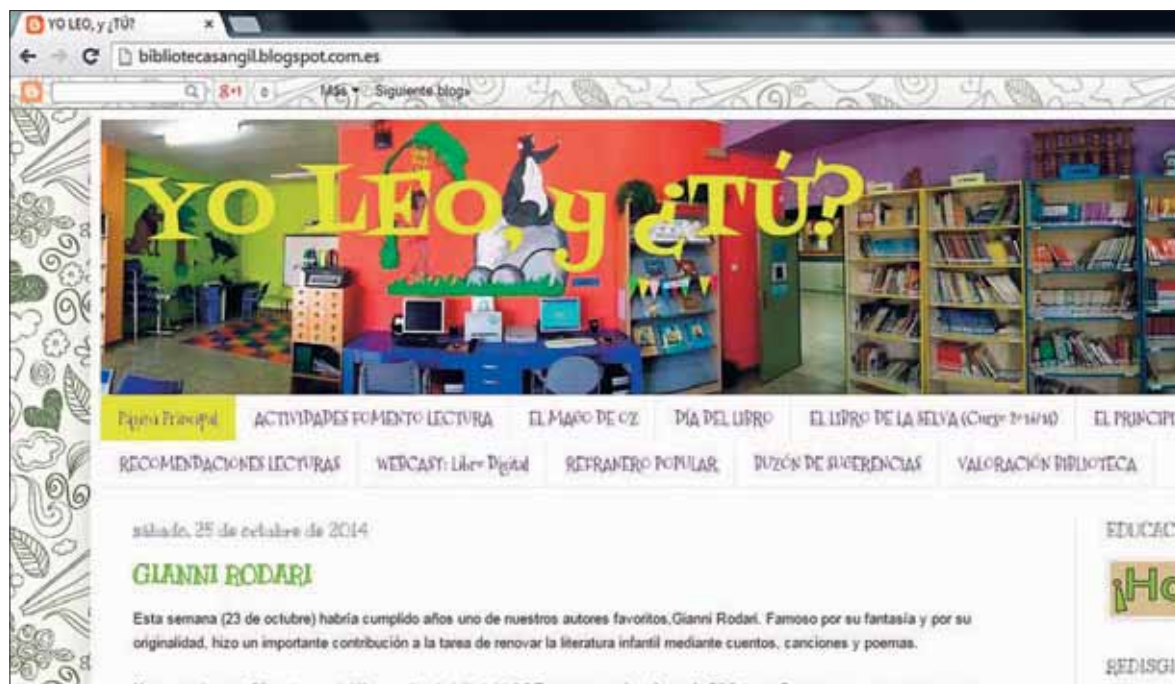 YO LEO, y ¿TÚ?
bibliotecasangil.blogspot.com.es
g+1 0 Más Siguiente blog»
YO LEO, y ¿TÚ?
Página Principal ACTIVIDADES FOMENTO LECTURA EL MAGO DE OZ DÍA DEL LIBRO EL LIBRO DE LA SELVA EL
RECOMENDACIONES LECTURAS WEBCAST: Libro Digital REFRANERO POPULAR BUZÓN DE SUGERENCIAS VALORACIÓN BIBLIOTECA
sábado, 25 de octubre de 2014
GIANNI RODARI
Esta semana (23 de octubre) habría cumplido años uno de nuestros autores favoritos,Gianni Rodari. Famoso por su fantasía y por su
originalidad, hizo un importante contribución a la tarea de renovar la literatura infantil mediante cuentos, canciones y poemas.
EDUCAC
¡Ho